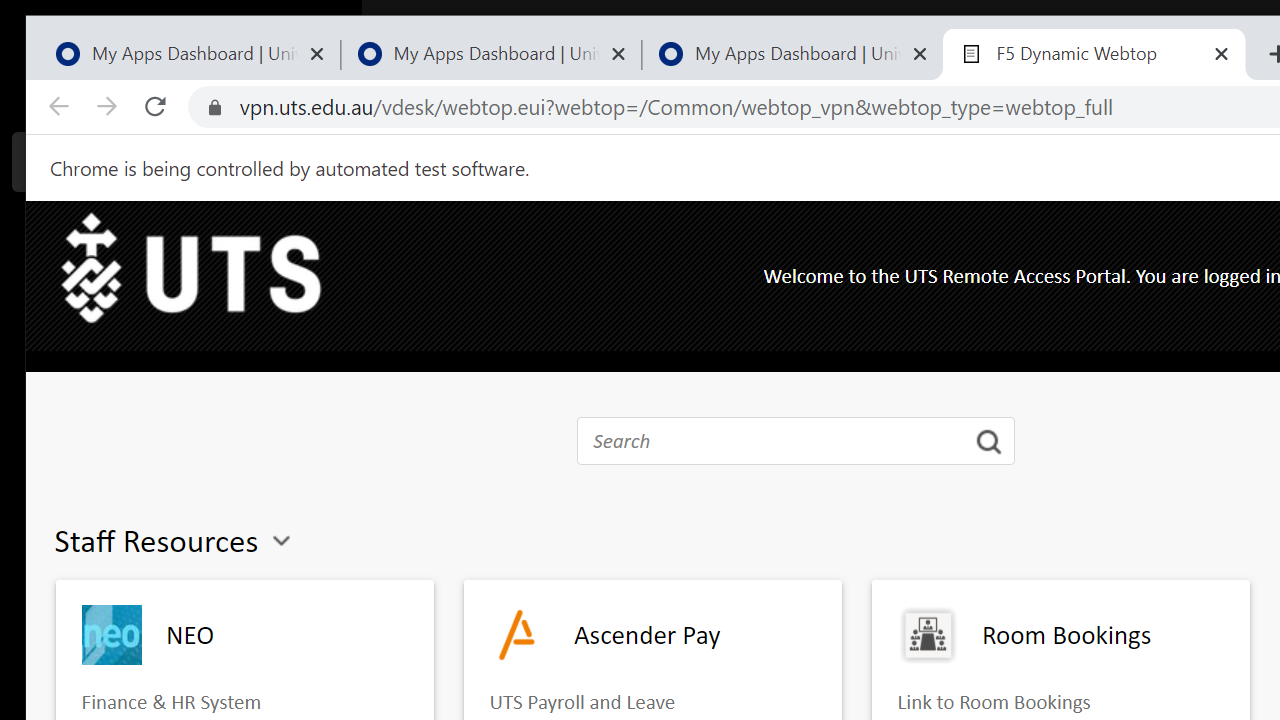 My Apps Dashboard | Uni
My Apps Dashboard | Uni
My Apps Dashboard | Uni
F5 Dynamic Webtop
vpn.uts.edu.au/vdesk/webtop.eui?webtop=/Common/webtop_vpn&webtop_type=webtop_full
Chrome is being controlled by automated test software.
UTS
Welcome to the UTS Remote Access Portal. You are logged in
Search
Staff Resources
neo
NEO
Ascender Pay
Room Bookings
Finance & HR System
UTS Payroll and Leave
Link to Room Bookings